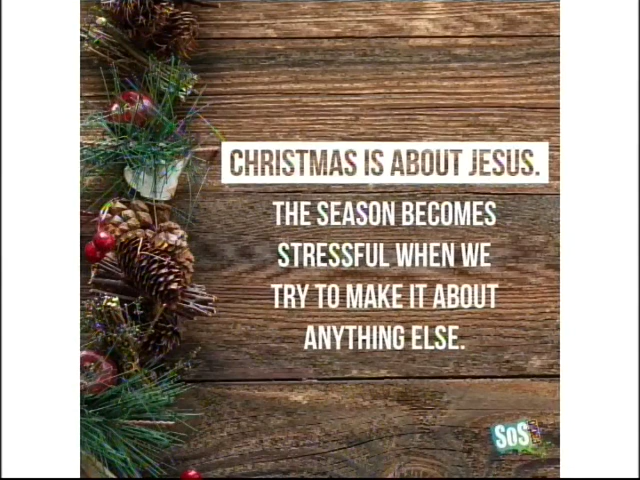 CHRISTMAS IS ABOUT JESUS.
THE SEASON BECOMES
STRESSFUL WHEN WE
TRY TO MAKE IT ABOUT
ANYTHING ELSE.
SoS